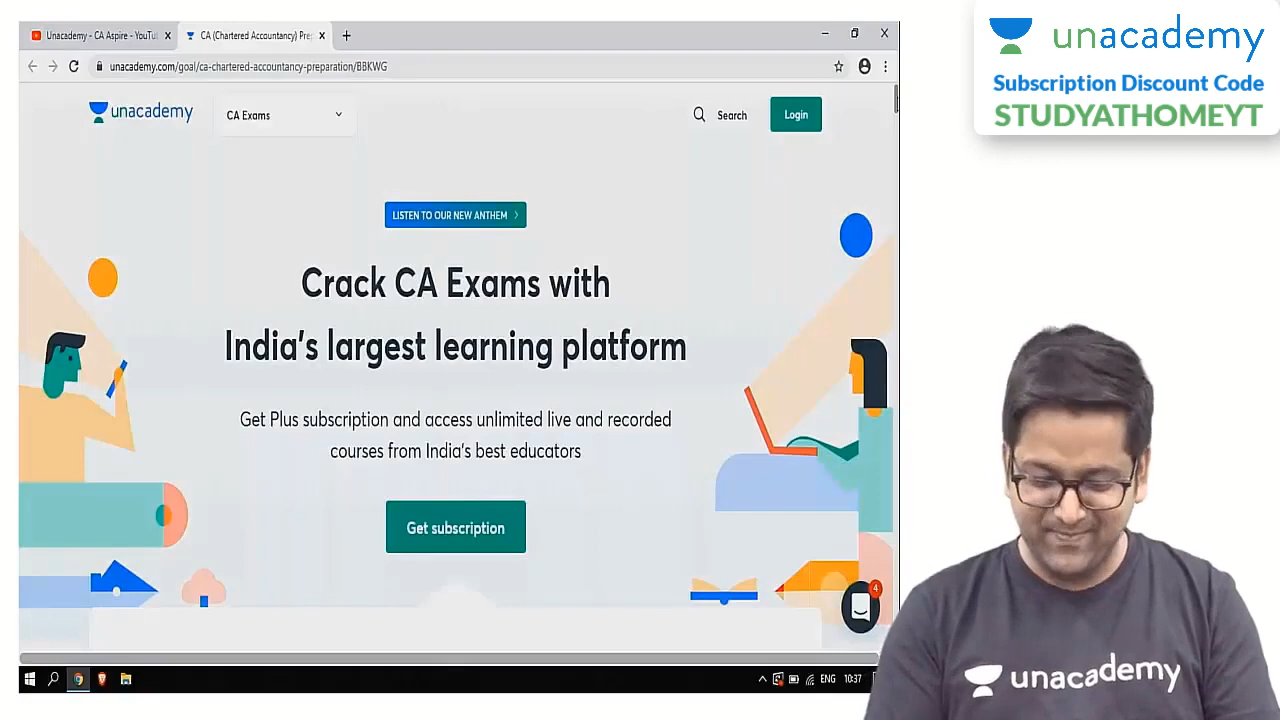 Unacademy - CA Aspire - YouTu
CA (Chartered Accountancy) Pre
unacademy.com/goal/ca-chartered-accountancy-preparation/BBKWG
unacademy
CA Exams
Search
Login
LISTEN TO OUR NEW ANTHEM
Crack CA Exams with
India's largest learning platform
Get Plus subscription and access unlimited live and recorded
courses from India's best educators
Get subscription
4
ENG
10:37
unacademy
Subscription Discount Code
STUDYATHOMEYT
unacademy